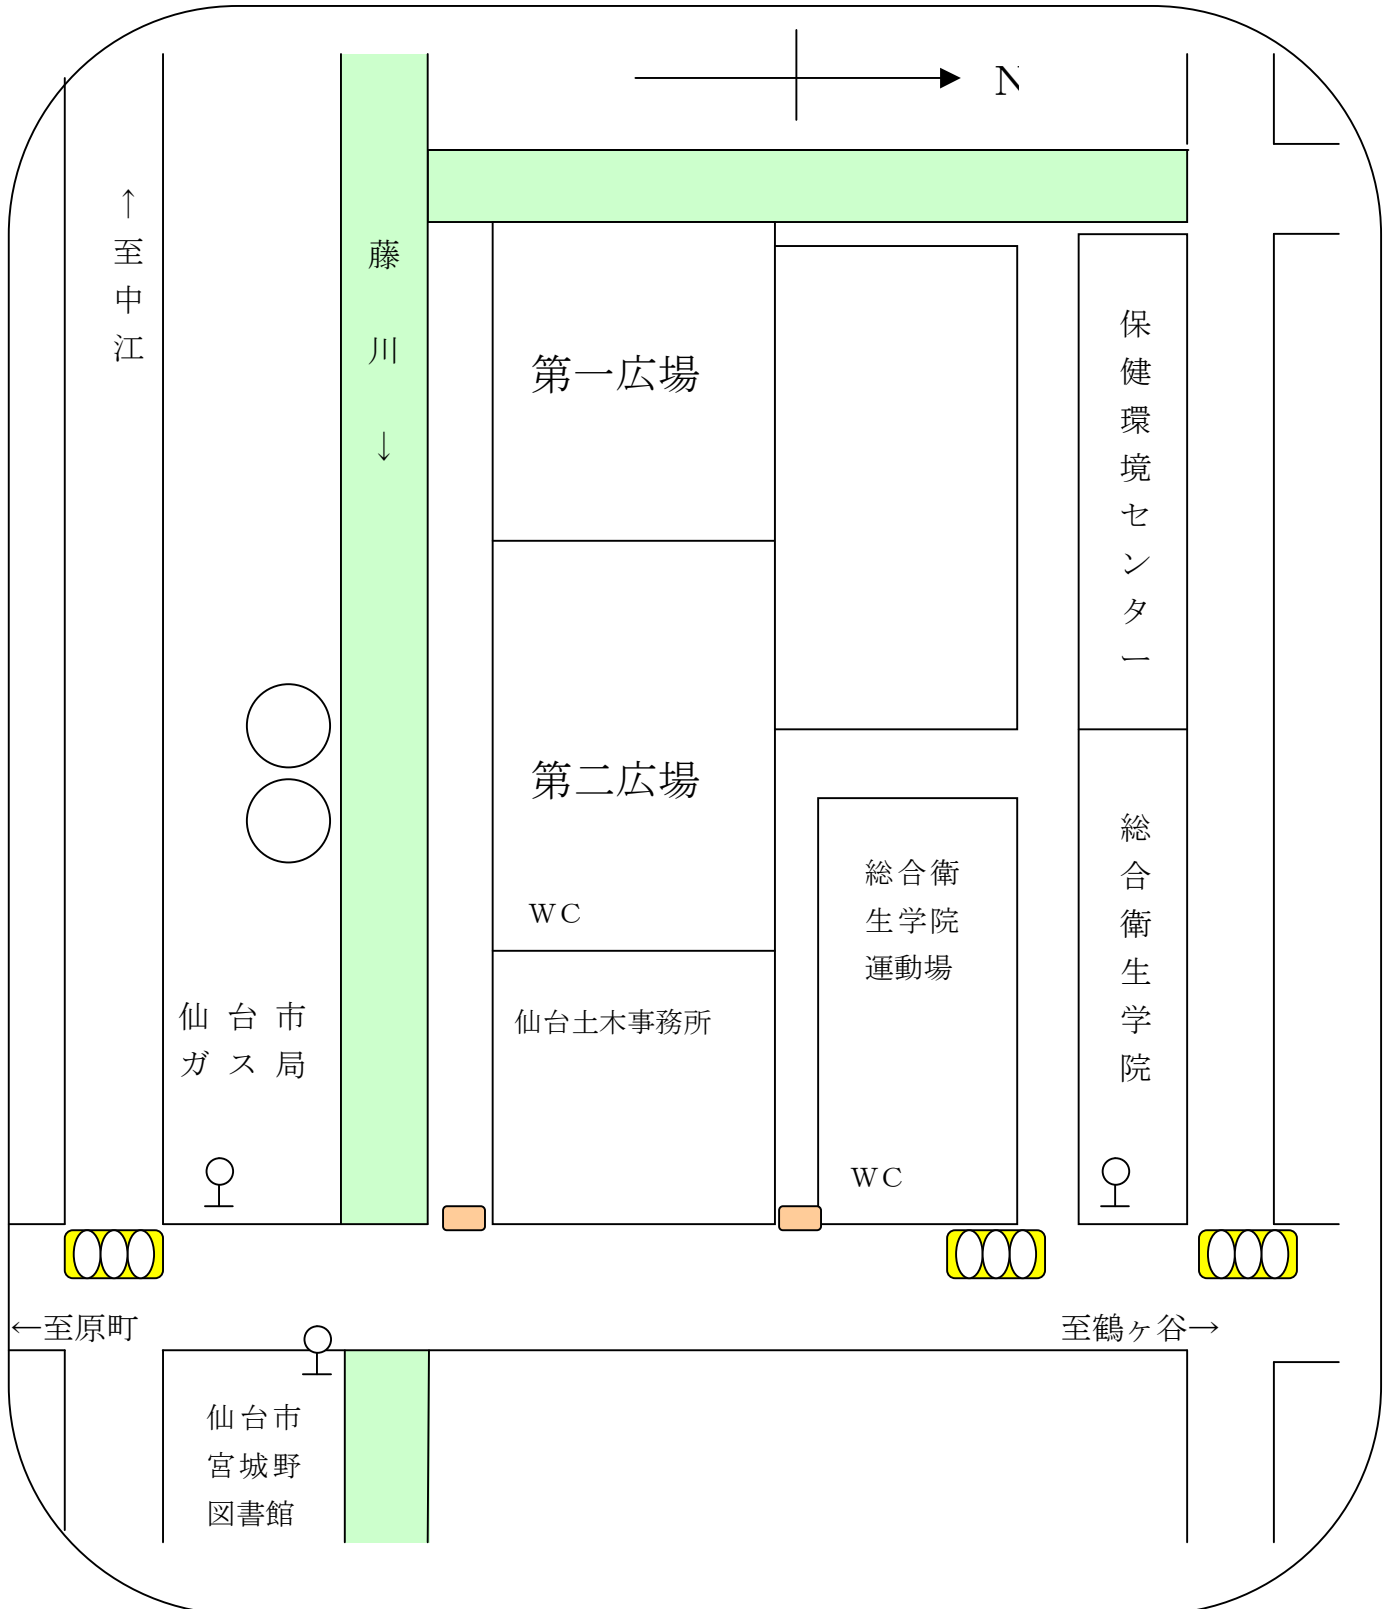 N
↑至中江
藤川↓
第一広場
保健環境センター
第二広場
WC
総合衛
生学院
運動場
総合衛生学院
仙台市
ガス局
仙台土木事務所
WC
←至原町
至鶴ヶ谷→
仙台市
宮城野
図書館